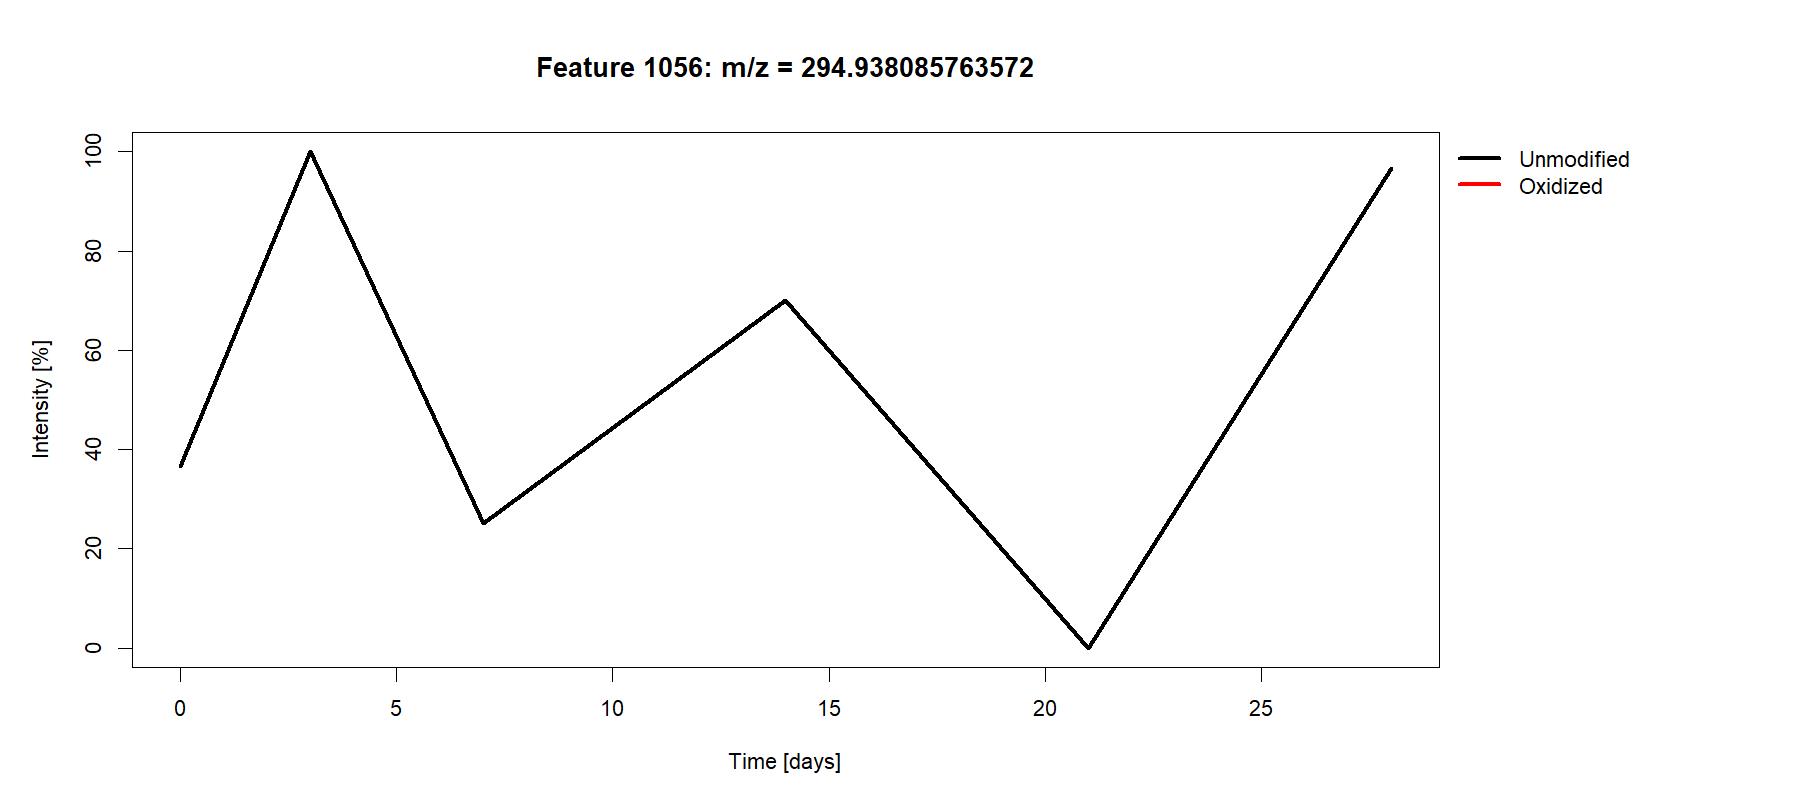 Feature 1056: m/z = 294.938085763572
Unmodified
Oxidized
Intensity [%]
100
80
60
40
20
0
0 5 10 15 20 25
Time [days]